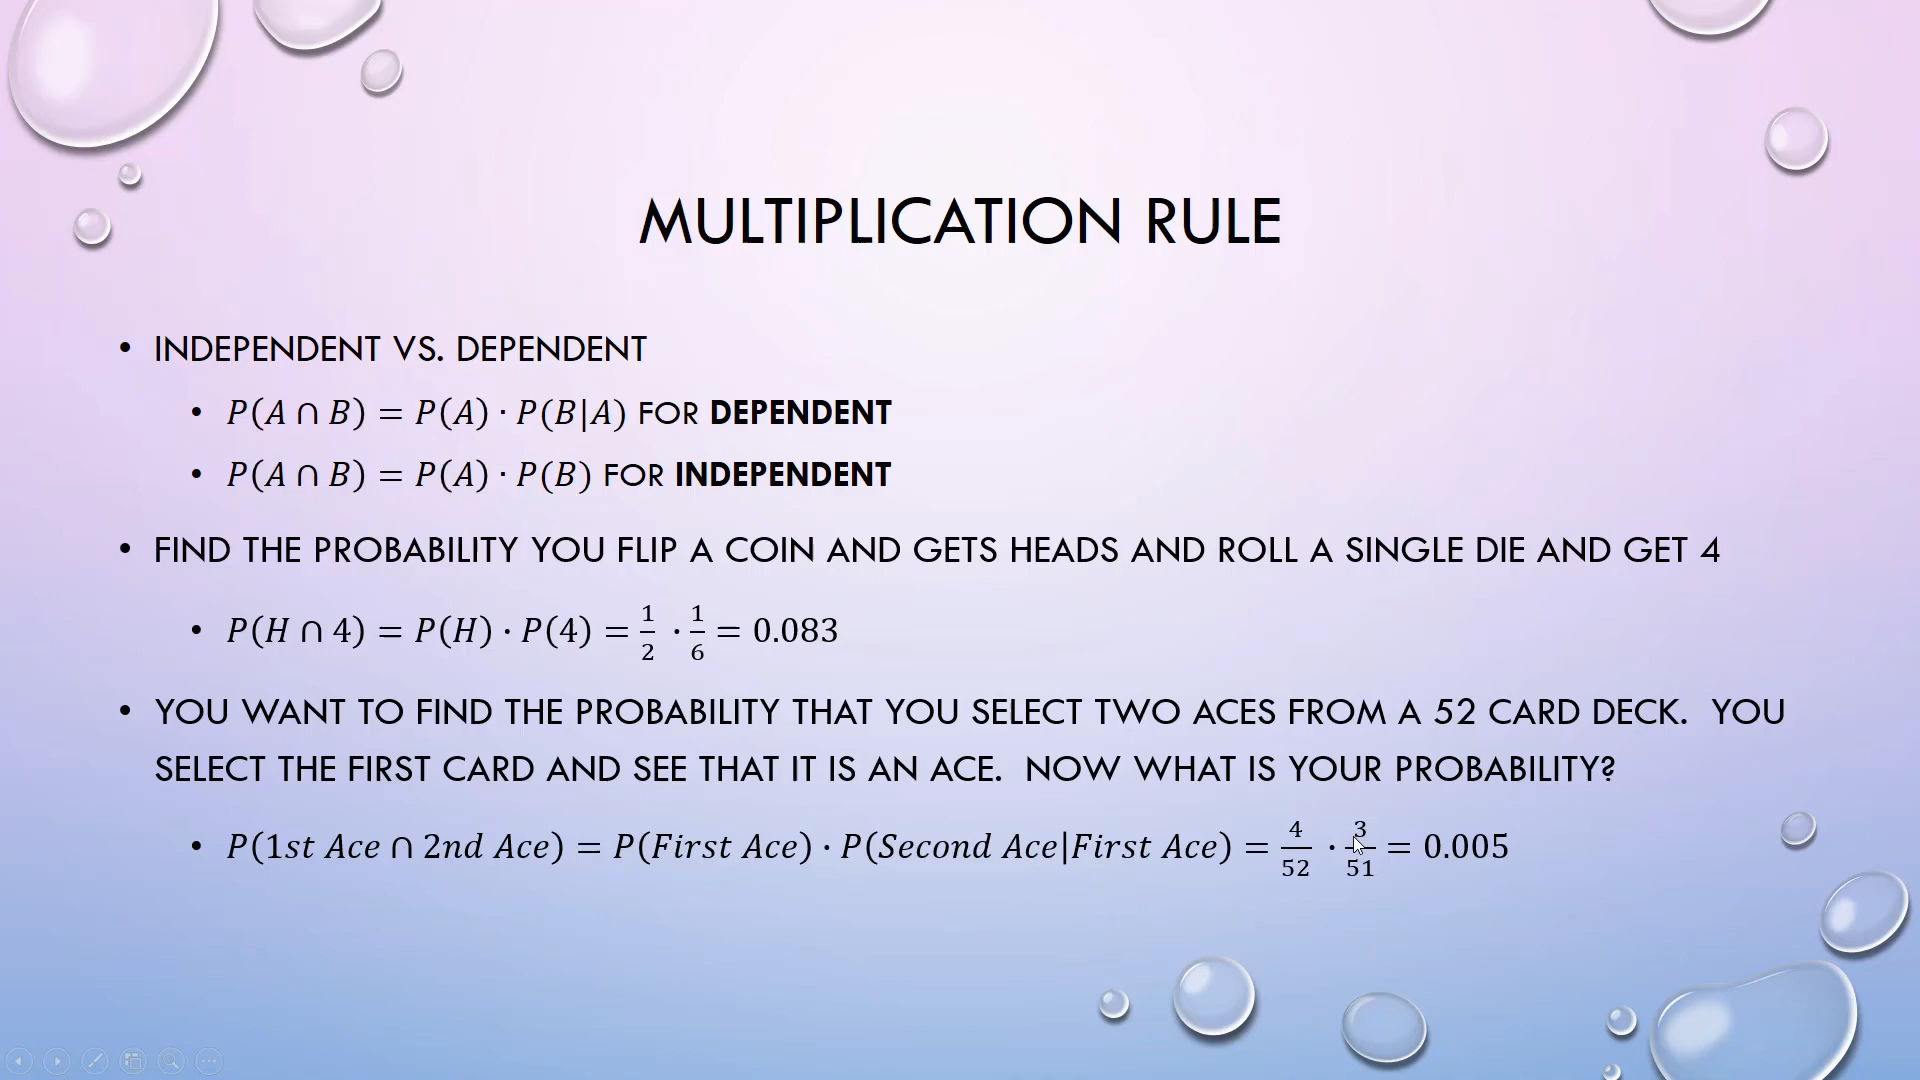 MULTIPLICATION RULE
• INDEPENDENT VS. DEPENDENT
• P(A ∩ B) = P(A) · P(B|A) FOR DEPENDENT
• P(A ∩ B) = P(A) · P(B) FOR INDEPENDENT
• FIND THE PROBABILITY YOU FLIP A COIN AND GETS HEADS AND ROLL A SINGLE DIE AND GET 4
• P(H ∩ 4) = P(H) · P(4) = 1/2 · 1/6 = 0.083
• YOU WANT TO FIND THE PROBABILITY THAT YOU SELECT TWO ACES FROM A 52 CARD DECK. YOU
SELECT THE FIRST CARD AND SEE THAT IT IS AN ACE. NOW WHAT IS YOUR PROBABILITY?
• P(1st Ace ∩ 2nd Ace) = P(First Ace) · P(Second Ace|First Ace) = 4/52 · 3/51 = 0.005